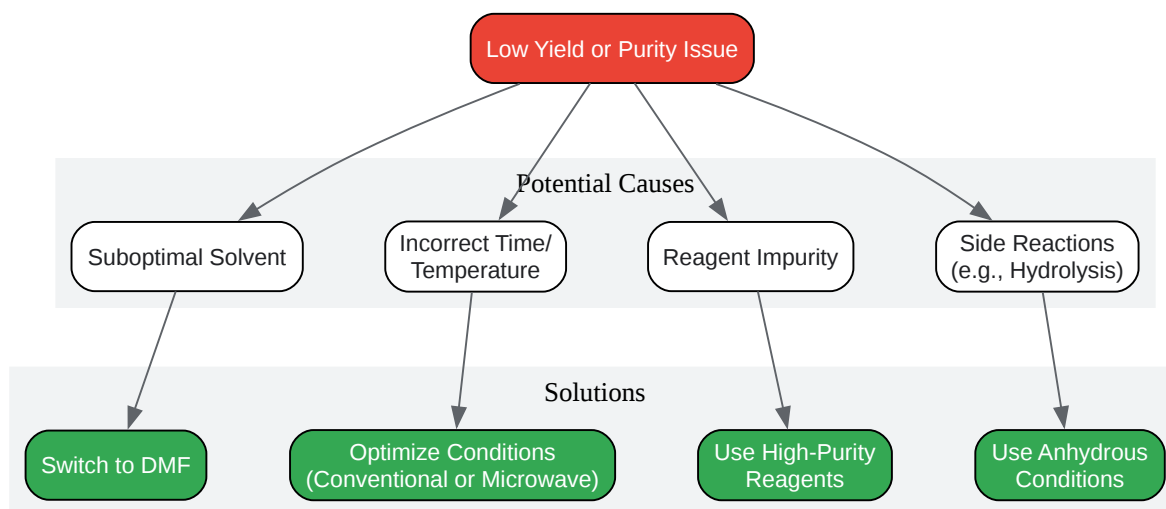 Low Yield or Purity Issue
Potential Causes
Suboptimal Solvent
Incorrect Time/
Temperature
Reagent Impurity
Side Reactions
(e.g., Hydrolysis)
Solutions
Switch to DMF
Optimize Conditions
(Conventional or Microwave)
Use High-Purity
Reagents
Use Anhydrous
Conditions